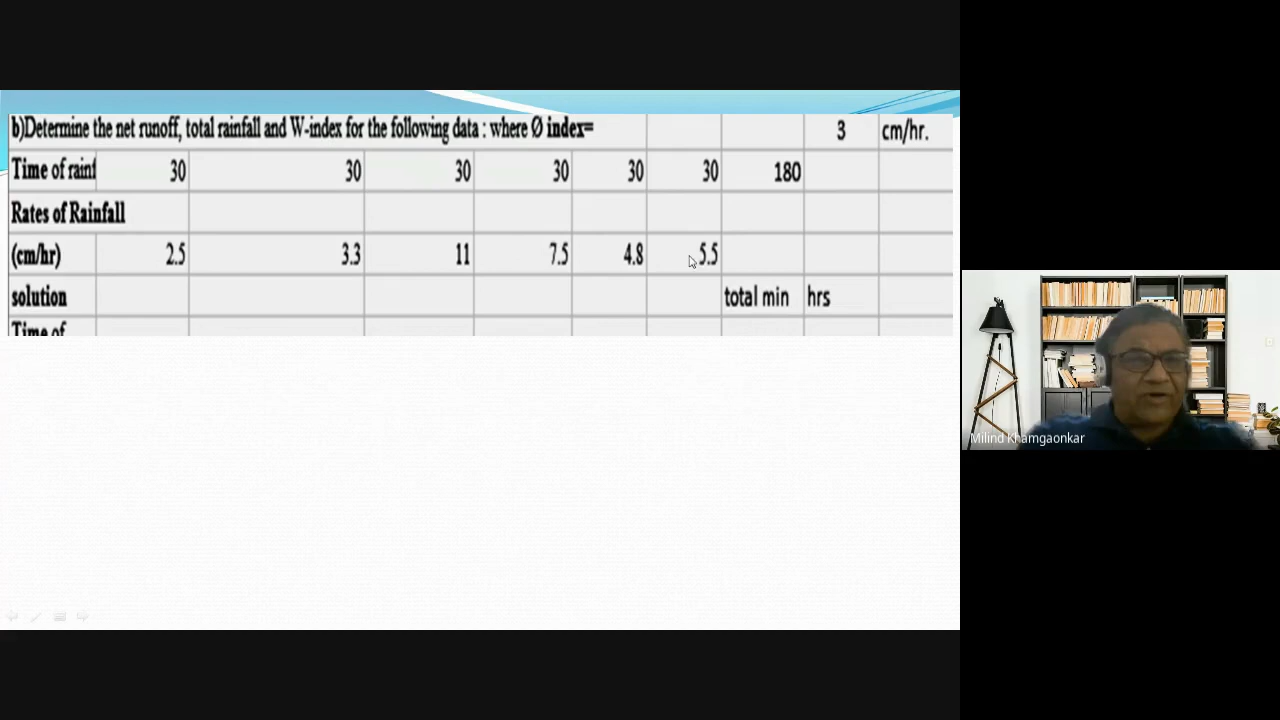 b)Determine the net runoff, total rainfall and W-index for the following data : where Ø index= 3 cm/hr.
Time of rainf 30 30 30 30 30 30 180
Rates of Rainfall
(cm/hr) 2.5 3.3 11 7.5 4.8 5.5
solution total min hrs
Time of
Milind Khamgaonkar